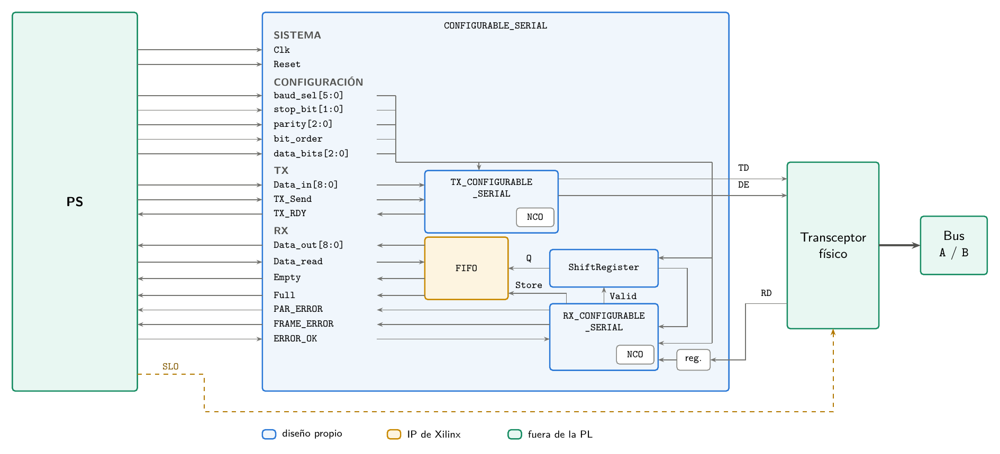 CONFIGURABLE_SERIAL
SISTEMA
Clk
Reset
CONFIGURACIÓN
baud_sel[5:0]
stop_bit[1:0]
parity[2:0]
bit_order
data_bits[2:0]
TX
Data_in[8:0]
TX_Send
TX_RDY
RX
Data_out[8:0]
Data_read
Empty
Full
PAR_ERROR
FRAME_ERROR
ERROR_OK
PS
SLO
TX_CONFIGURABLE
_SERIAL
NCO
FIFO
Q
Store
ShiftRegister
Valid
RX_CONFIGURABLE
_SERIAL
NCO
reg.
TD
DE
RD
Transceptor
físico
Bus
A / B
diseño propio
IP de Xilinx
fuera de la PL